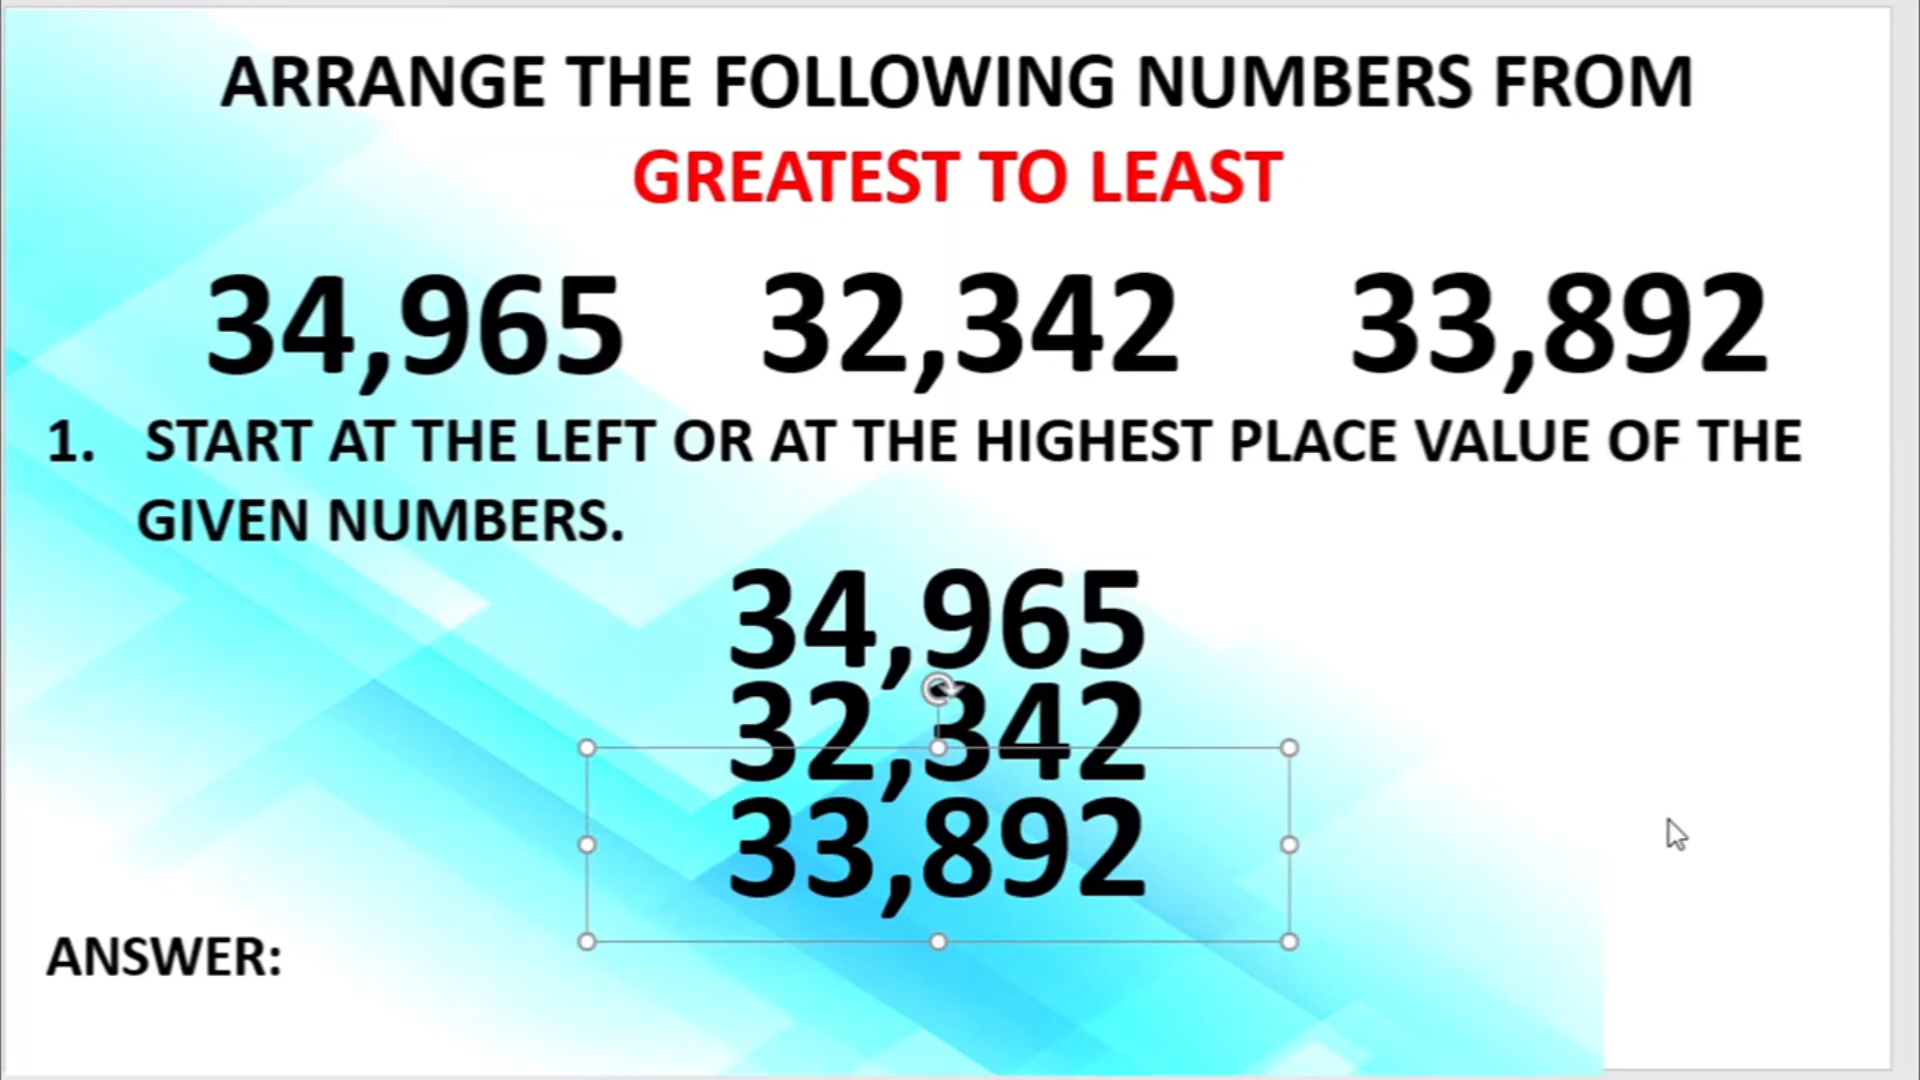 ARRANGE THE FOLLOWING NUMBERS FROM
GREATEST TO LEAST
34,965 32,342 33,892
1. START AT THE LEFT OR AT THE HIGHEST PLACE VALUE OF THE
GIVEN NUMBERS.
34,965
32,342
33,892
ANSWER: